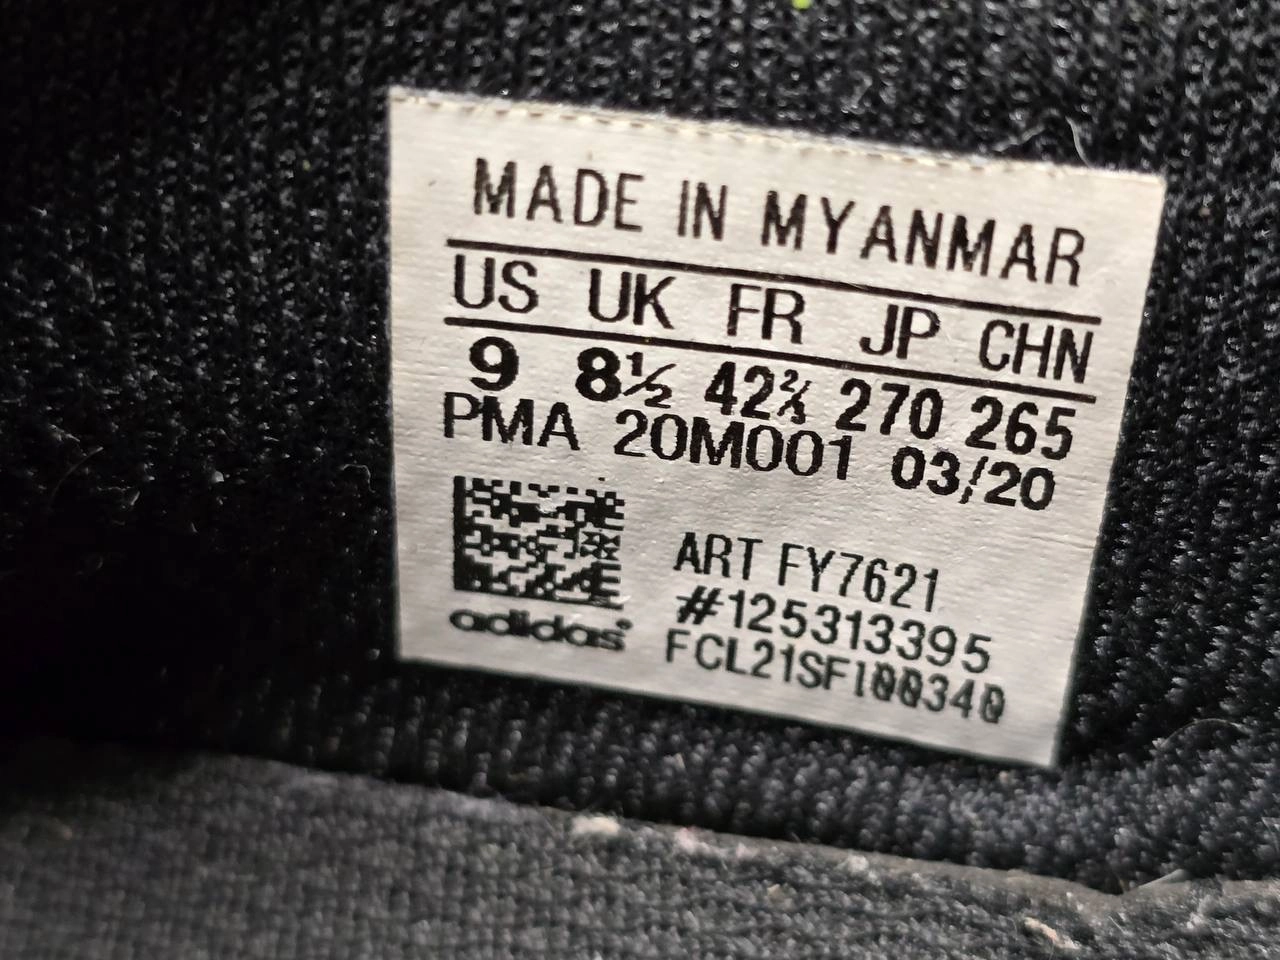 MADE IN MYANMAR
US UK FR JP CHN
9 8½ 42⅔ 270 265
PMA 20M001 03/20
ART FY7621
#125313395
adidas® FCL21SF100340